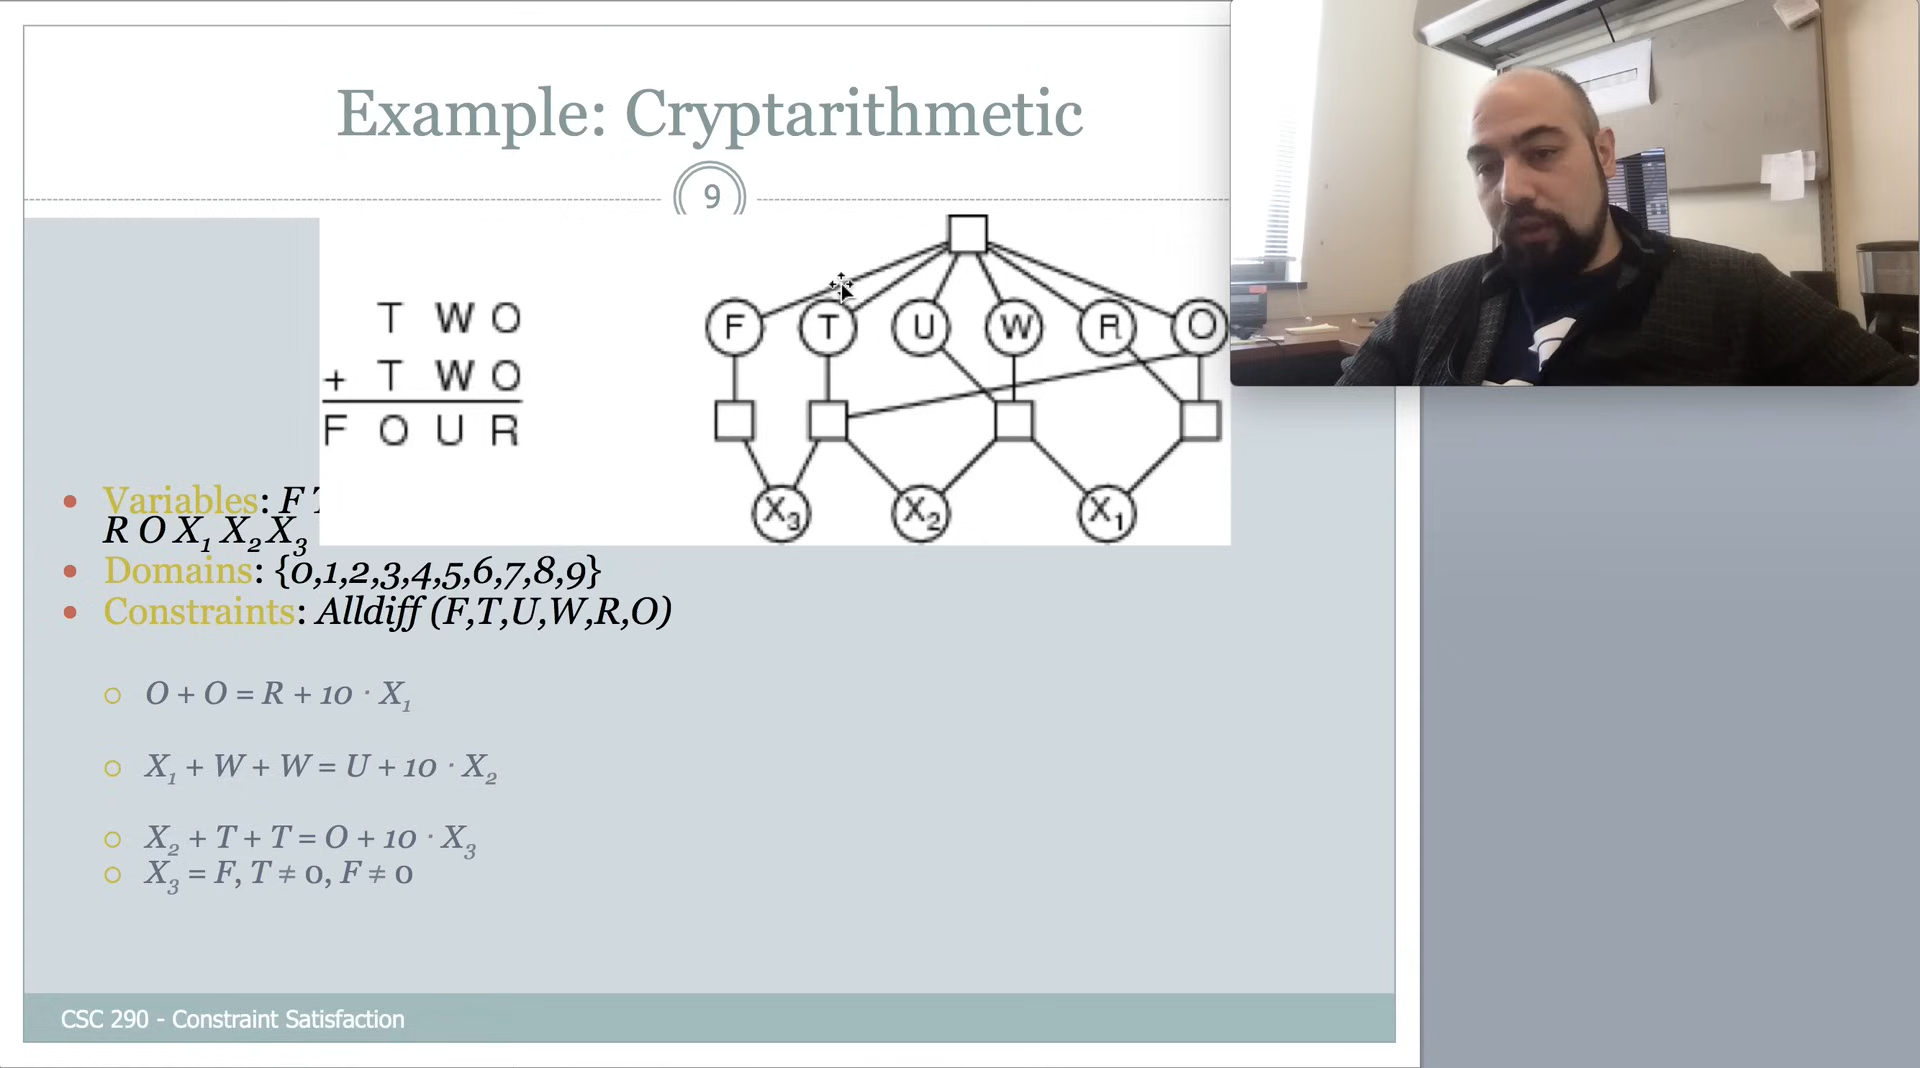 Example: Cryptarithmetic
9
T W O
+ T W O
F O U R
F T U W R O
X₃ X₂ X₁
• Variables: F
R O X₁ X₂ X₃
• Domains: {0,1,2,3,4,5,6,7,8,9}
• Constraints: Alldiff (F,T,U,W,R,O)
○ O + O = R + 10 · X₁
○ X₁ + W + W = U + 10 · X₂
○ X₂ + T + T = O + 10 · X₃
○ X₃ = F, T ≠ 0, F ≠ 0
CSC 290 - Constraint Satisfaction